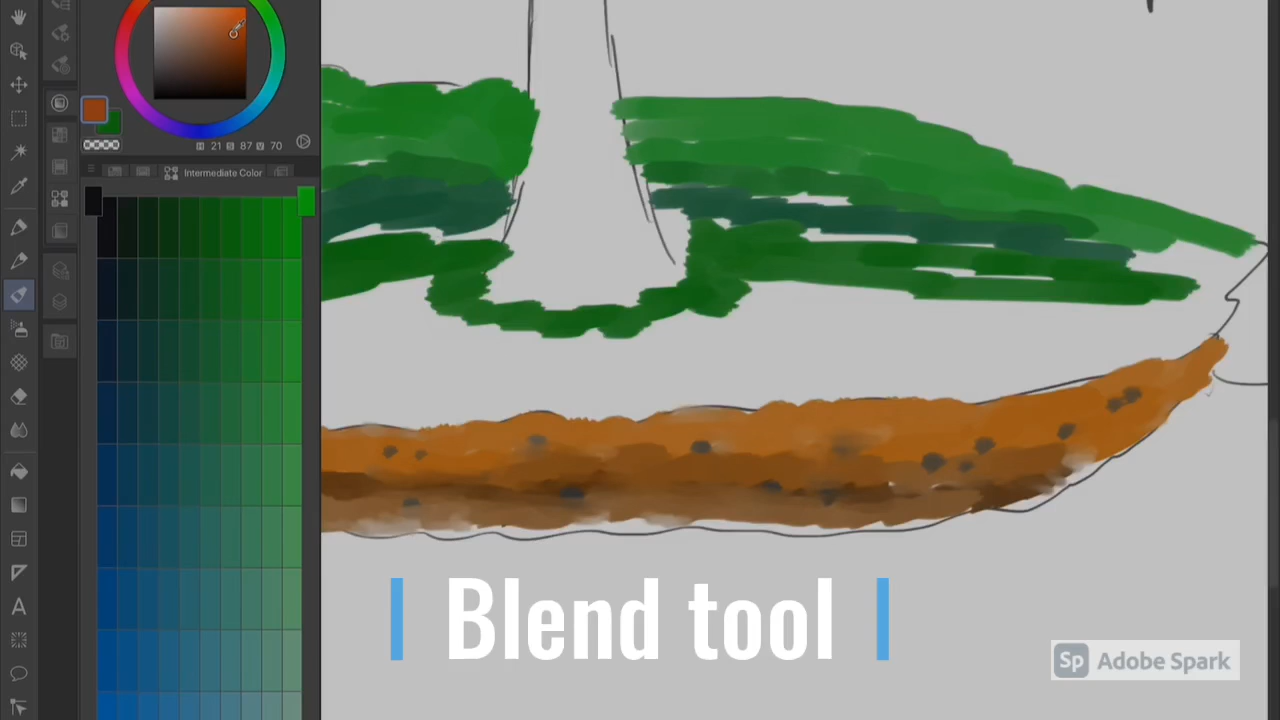 H 21 S 87 V 70
Intermediate Color
Blend tool
Sp Adobe Spark